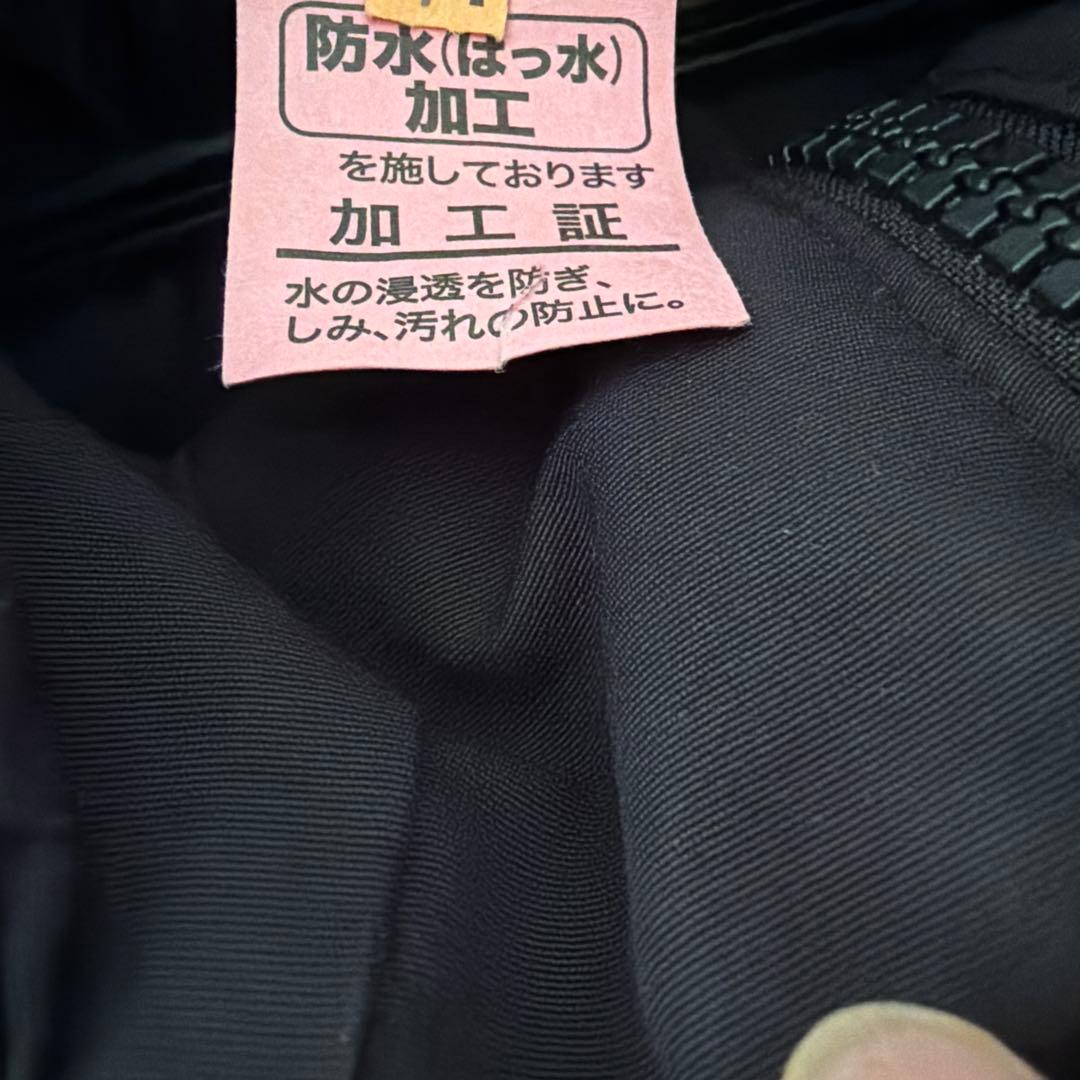 防水(はっ水)
加工
を施しております
加工証
水の浸透を防ぎ、
しみ、汚れの防止に。